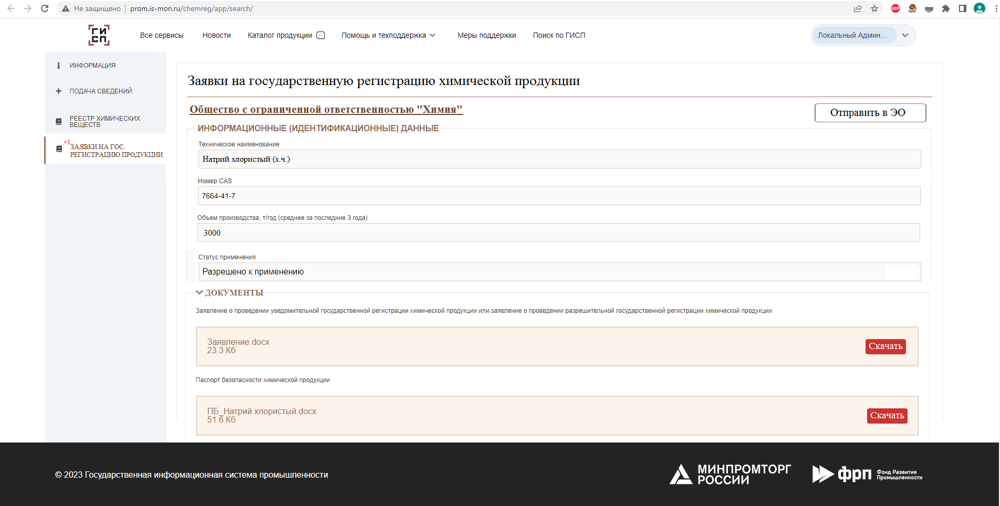 Не защищено
prom.is-mon.ru/chemreg/app/search/
ABP
ГИ
СП
Все сервисы
Новости
Каталог продукции
Помощь и техподдержка
Меры поддержки
Поиск по ГИСП
Локальный Админ...
ИНФОРМАЦИЯ
ПОДАЧА СВЕДЕНИЙ
РЕЕСТР ХИМИЧЕСКИХ
ВЕЩЕСТВ
+1
ЗАЯВКИ НА ГОС.
РЕГИСТРАЦИЮ ПРОДУКЦИИ
Заявки на государственную регистрацию химической продукции
Общество с ограниченной ответственностью "Химия"
Отправить в ЭО
ИНФОРМАЦИОННЫЕ (ИДЕНТИФИКАЦИОННЫЕ) ДАННЫЕ
Техническое наименование
Натрий хлористый (х.ч.)
Номер CAS
7664-41-7
Объем производства, т/год (среднее за последние 3 года)
3000
Статус применения
Разрешено к применению
ДОКУМЕНТЫ
Заявление о проведении уведомительной государственной регистрации химической продукции или заявление о проведении разрешительной государственной регистрации химической продукции
Заявление.docx
23.3 Кб
Скачать
Паспорт безопасности химической продукции
ПБ_Натрий хлористый.docx
51.6 Кб
Скачать
© 2023 Государственная информационная система промышленности
МИНПРОМТОРГ
РОССИИ
фрп
Фонд Развития
Промышленности